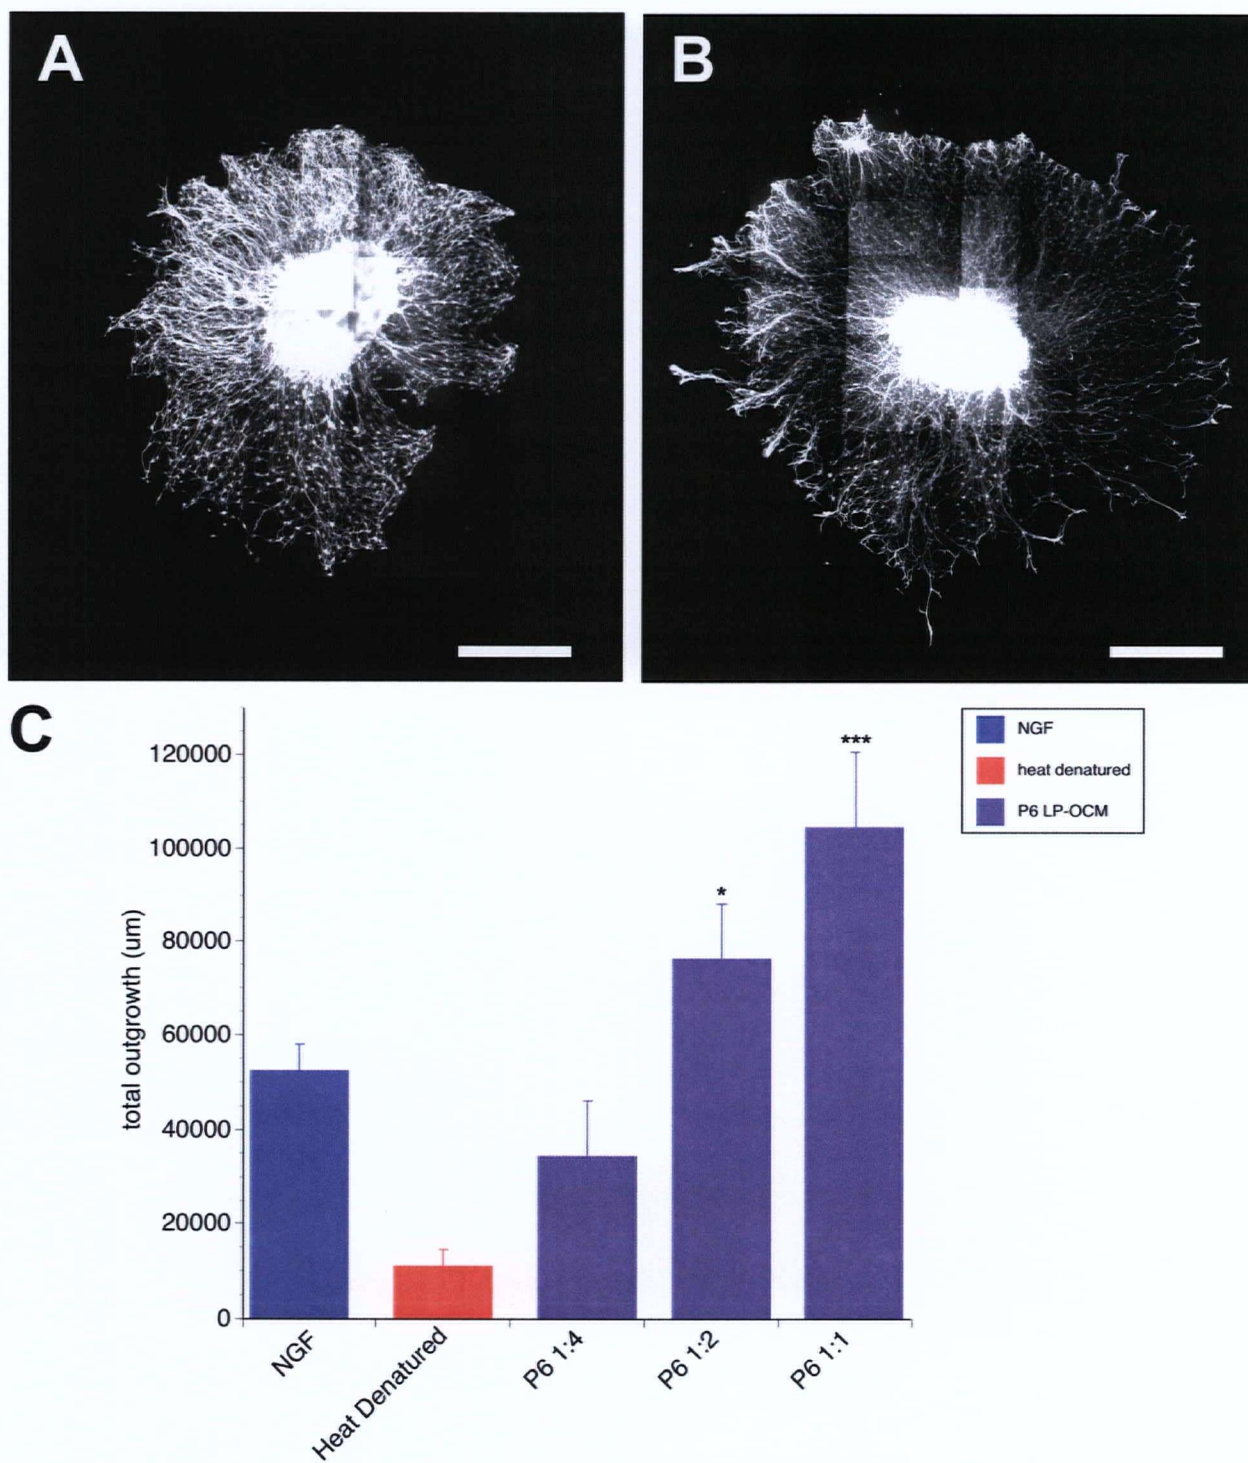 A
B
C
NGF
heat denatured
P6 LP-OCM
***
*
120000
100000
80000
60000
40000
20000
0
total outgrowth (um)
NGF
Heat Denatured
P6 1:4
P6 1:2
P6 1:1